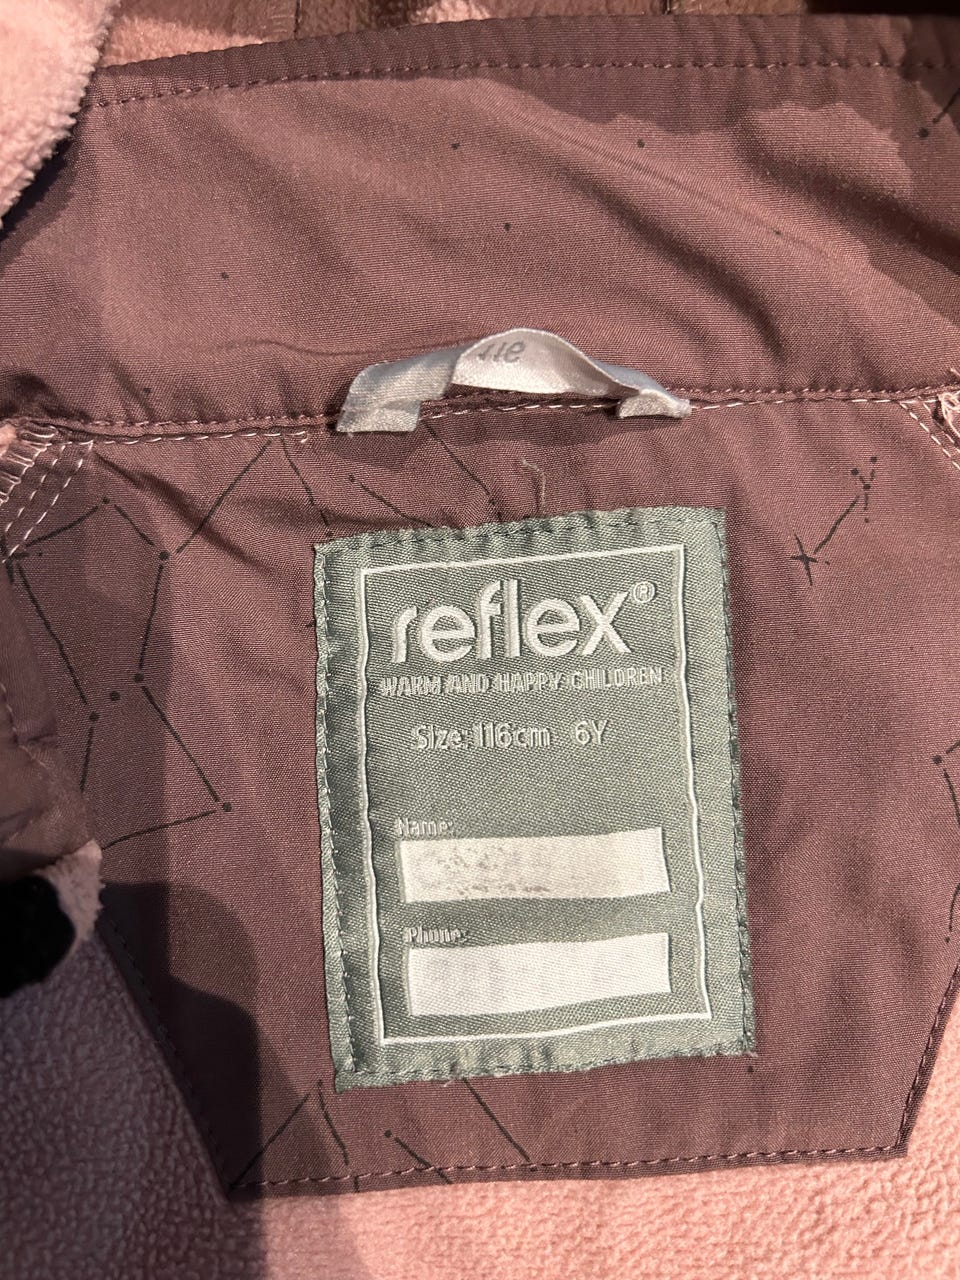 reflex®
WARM AND HAPPY CHILDREN
Size: 116cm 6Y
Name:
Phone: